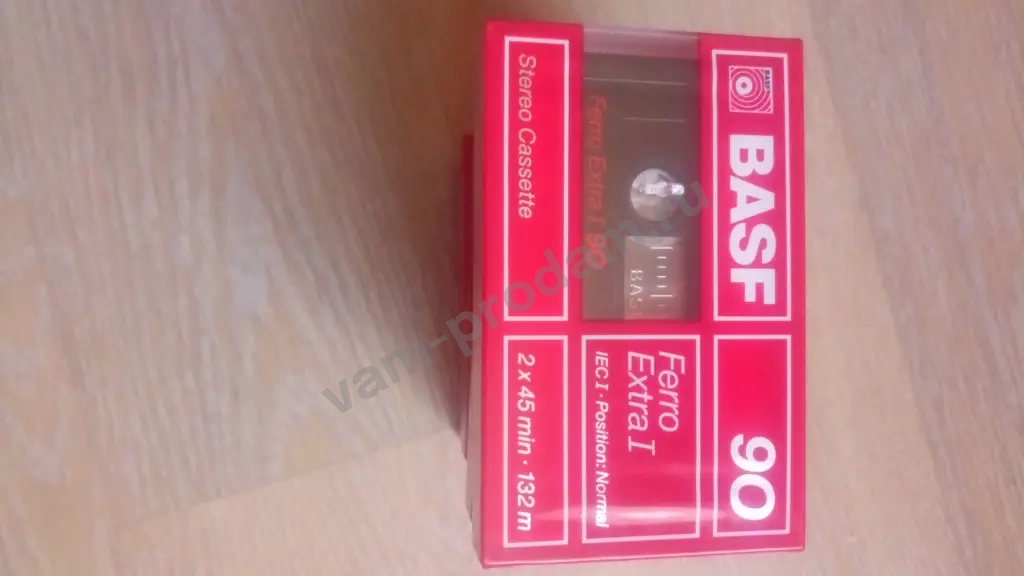 BASF
BASF
90
Ferro Extra I 90
BAS
Ferro
Extra I
IEC I · Position: Normal
Stereo Cassette
2 x 45 min · 132 m
vam-prodam.ru